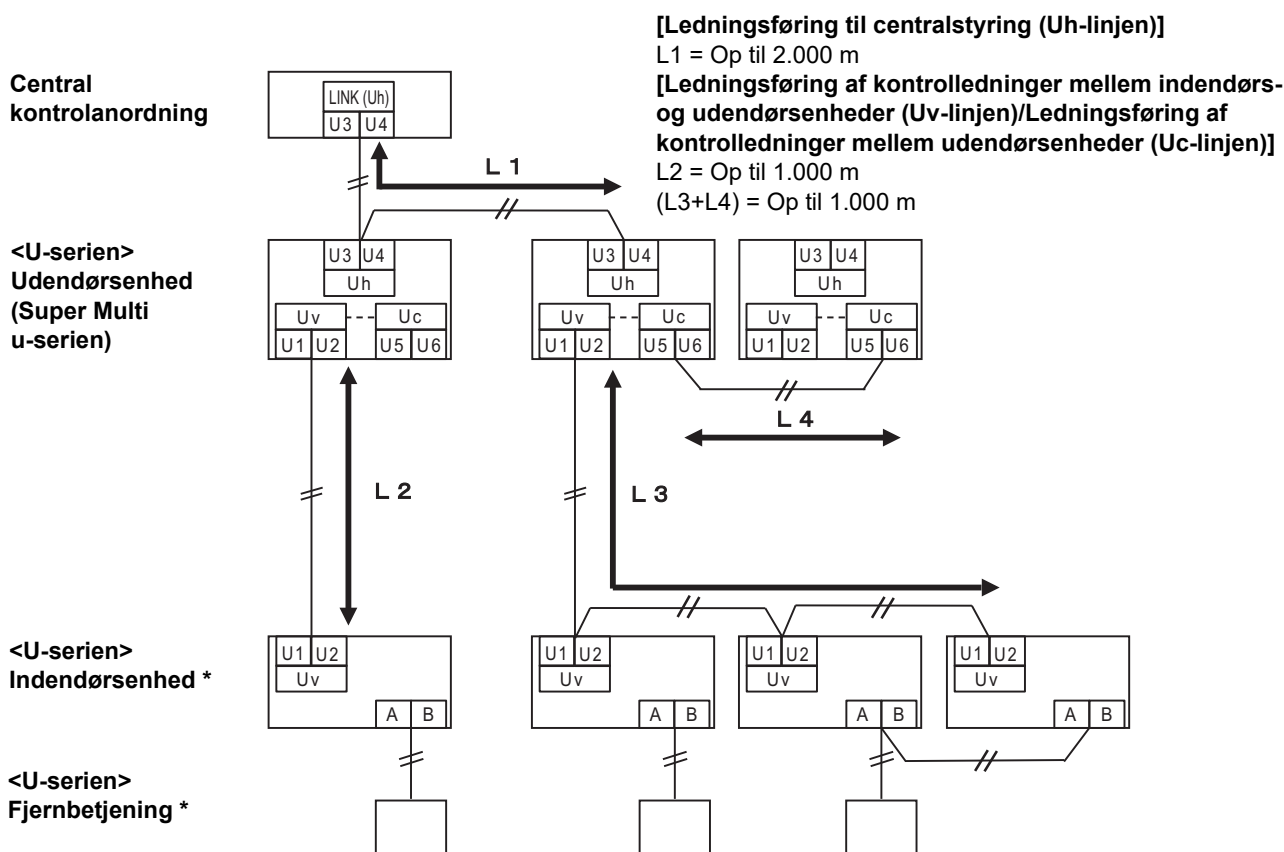 [Ledningsføring til centralstyring (Uh-linjen)]
L1 = Op til 2.000 m
[Ledningsføring af kontrolledninger mellem indendørs-
og udendørsenheder (Uv-linjen)/Ledningsføring af
kontrolledninger mellem udendørsenheder (Uc-linjen)]
L2 = Op til 1.000 m
(L3+L4) = Op til 1.000 m
Central
kontrolanordning
LINK (Uh)
U3 U4
L 1
<U-serien>
Udendørsenhed
(Super Multi
u-serien)
U3 U4 U3 U4 U3 U4
Uh Uh Uh
Uv Uc Uv Uc Uv Uc
U1 U2 U5 U6 U1 U2 U5 U6 U1 U2 U5 U6
L 4
L 2 L 3
<U-serien>
Indendørsenhed *
U1 U2 U1 U2 U1 U2 U1 U2
Uv Uv Uv Uv
A B A B A B A B
<U-serien>
Fjernbetjening *